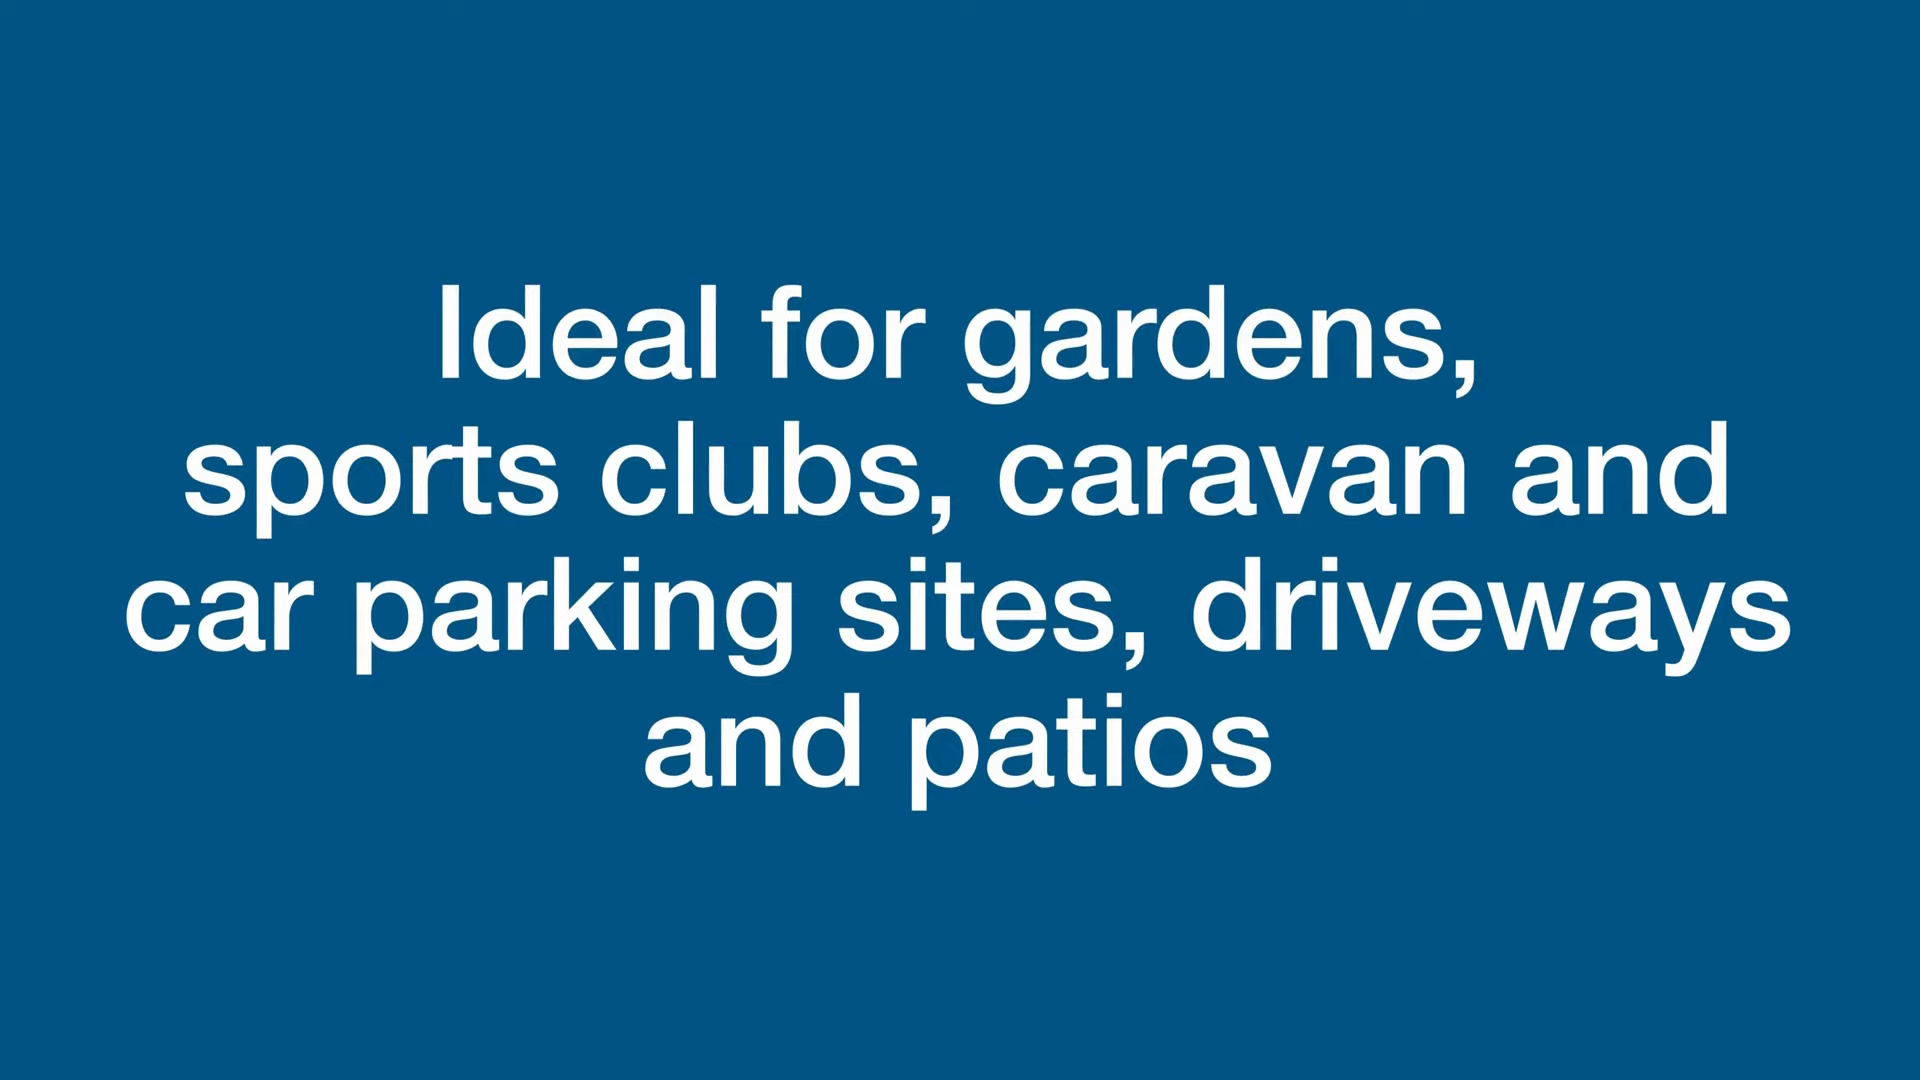 Ideal for gardens,
sports clubs, caravan and
car parking sites, driveways
and patios